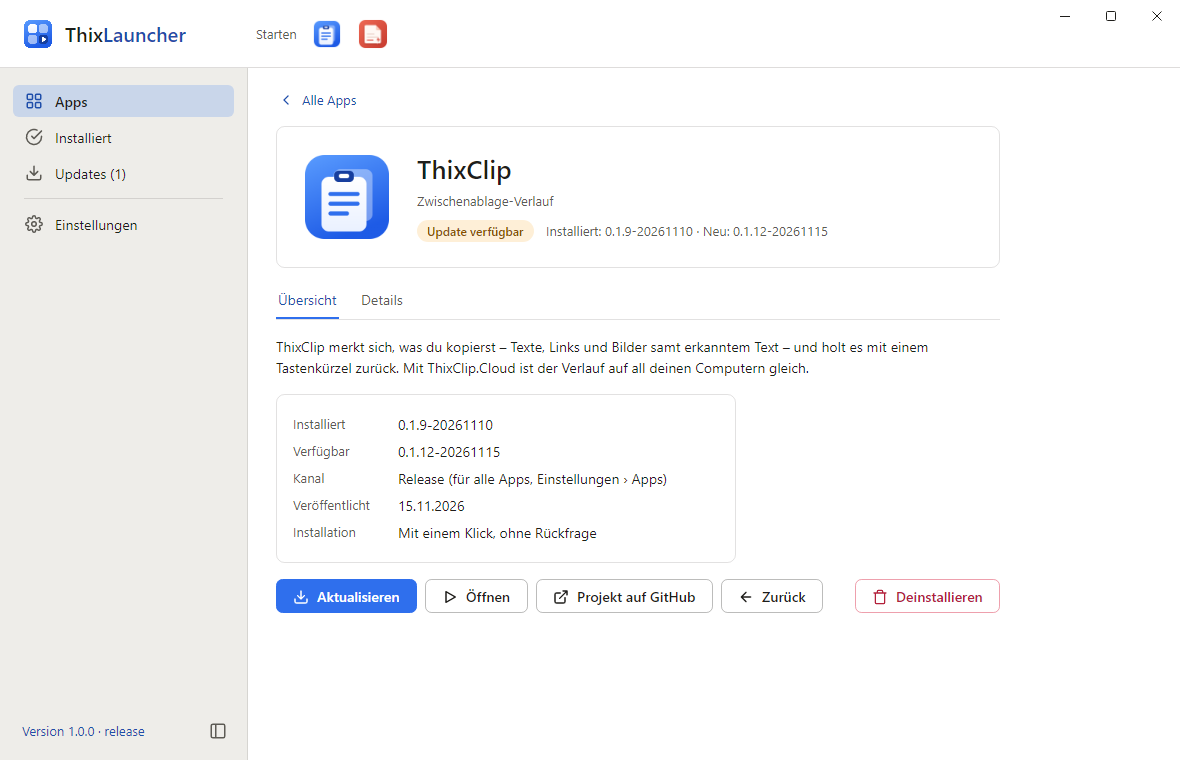 ThixLauncher
Starten
Apps
Installiert
Updates (1)
Einstellungen
Alle Apps
ThixClip
Zwischenablage-Verlauf
Update verfügbar
Installiert: 0.1.9-20261110 · Neu: 0.1.12-20261115
Übersicht
Details
ThixClip merkt sich, was du kopierst – Texte, Links und Bilder samt erkanntem Text – und holt es mit einem
Tastenkürzel zurück. Mit ThixClip.Cloud ist der Verlauf auf all deinen Computern gleich.
Installiert 0.1.9-20261110
Verfügbar 0.1.12-20261115
Kanal Release (für alle Apps, Einstellungen › Apps)
Veröffentlicht 15.11.2026
Installation Mit einem Klick, ohne Rückfrage
Aktualisieren
Öffnen
Projekt auf GitHub
Zurück
Deinstallieren
Version 1.0.0 · release